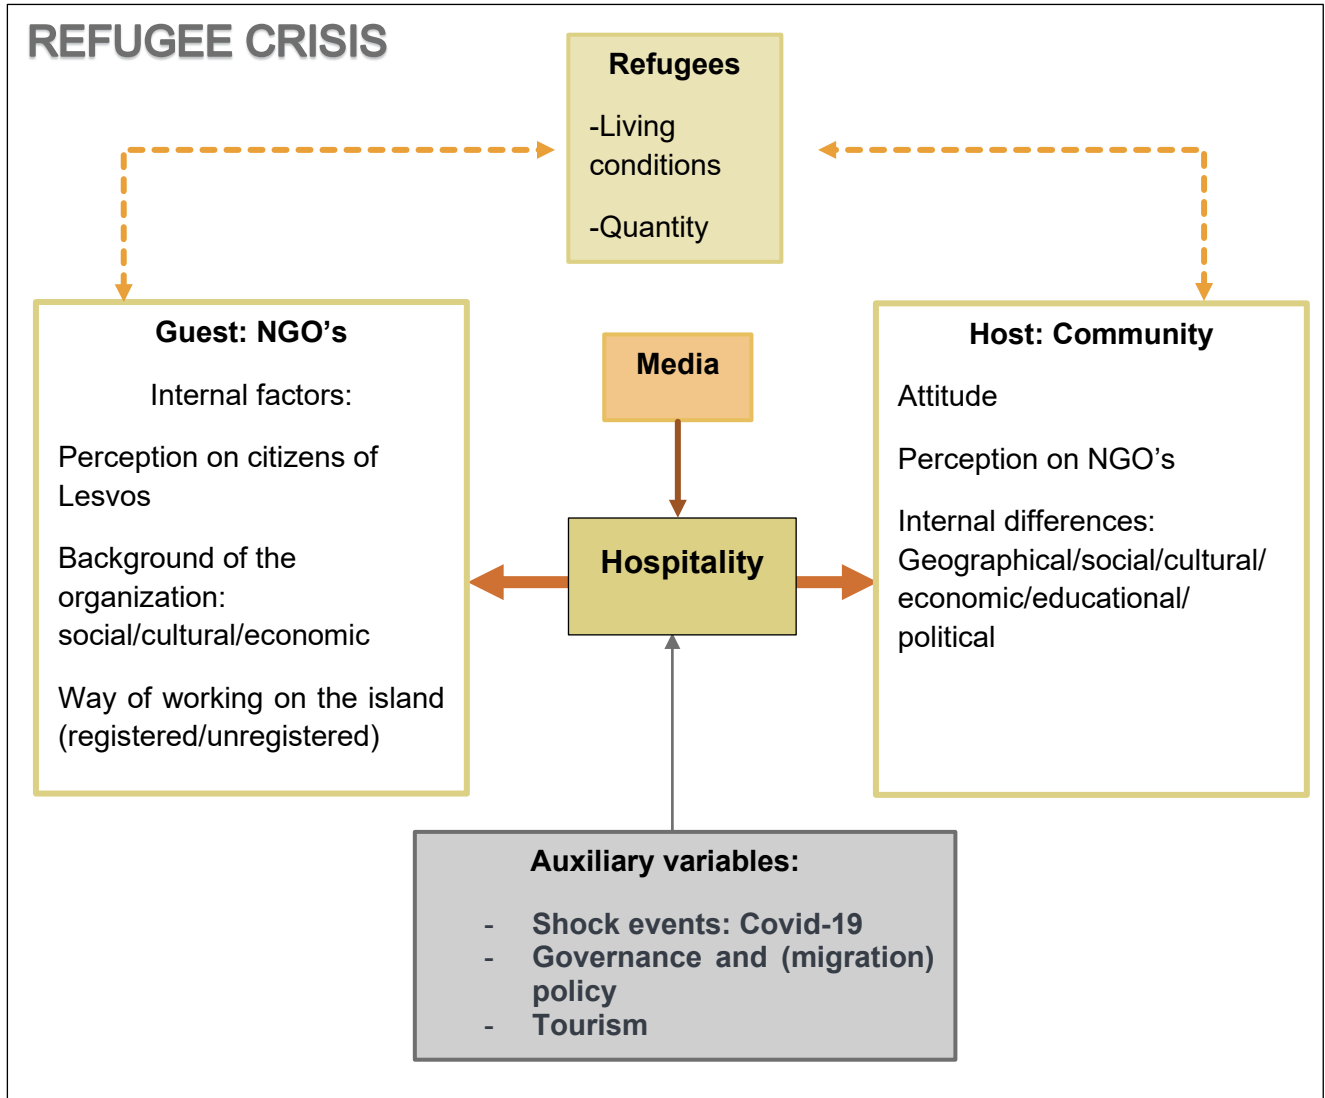 REFUGEE CRISIS
Refugees
-Living
conditions
-Quantity
Guest: NGO's
Internal factors:
Perception on citizens of
Lesvos
Background of the
organization:
social/cultural/economic
Way of working on the island
(registered/unregistered)
Media
Hospitality
Host: Community
Attitude
Perception on NGO's
Internal differences:
Geographical/social/cultural/
economic/educational/
political
Auxiliary variables:
- Shock events: Covid-19
- Governance and (migration)
policy
- Tourism